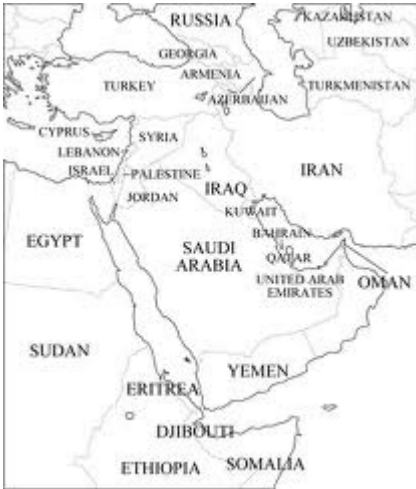 RUSSIA
KAZAKHSTAN
UZBEKISTAN
GEORGIA
ARMENIA
TURKEY
AZERBAIJAN
TURKMENISTAN
CYPRUS
SYRIA
LEBANON
ISRAEL
PALESTINE
IRAQ
IRAN
JORDAN
KUWAIT
EGYPT
BAHRAIN
SAUDI
ARABIA
QATAR
UNITED ARAB
EMIRATES
OMAN
SUDAN
YEMEN
ERITREA
DJIBOUTI
ETHIOPIA
SOMALIA